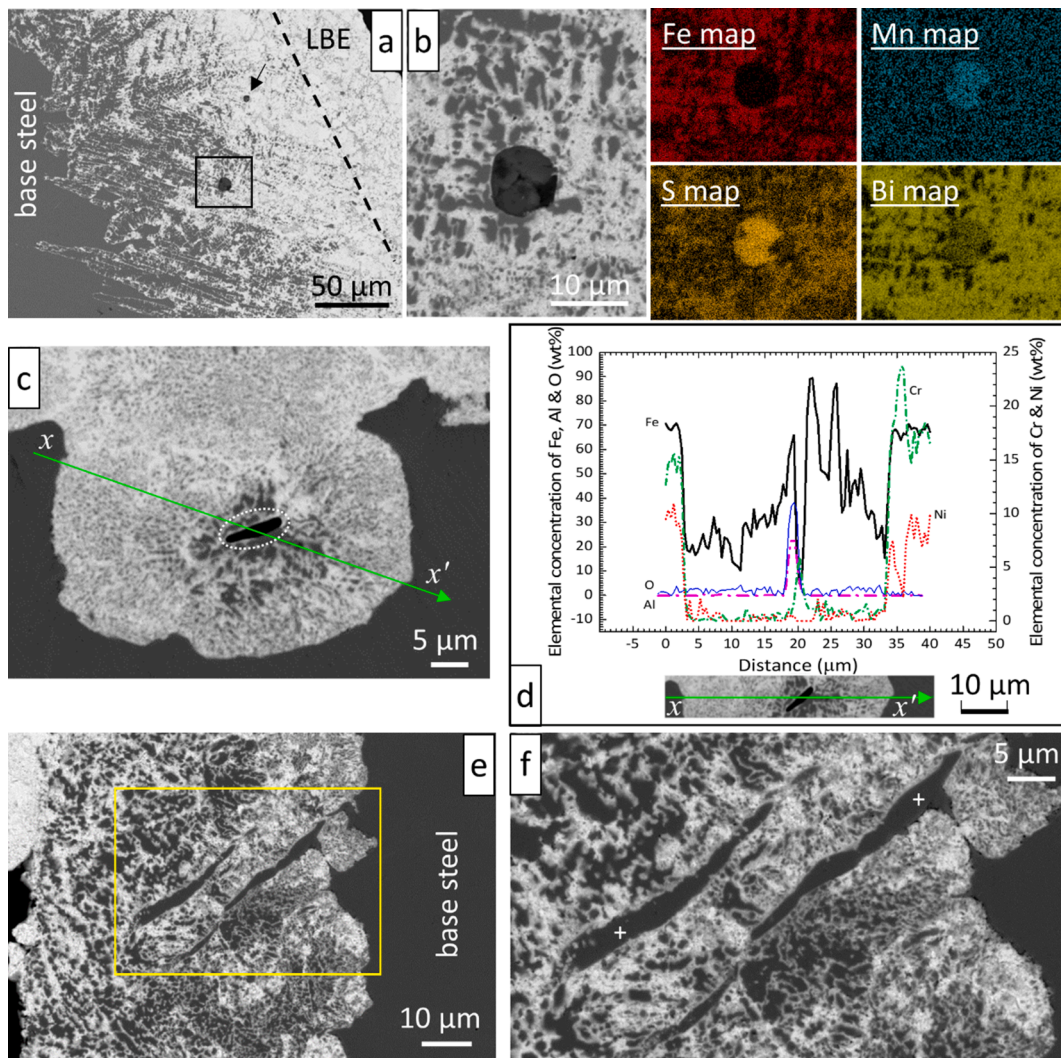 LBE
a
base steel
50 μm
b
10 μm
Fe map
Mn map
S map
Bi map
c
x
x'
5 μm
Elemental concentration of Fe, Al & O (wt%)
100
90
80
70
60
50
40
30
20
10
0
-10
Fe
O
Al
Cr
Ni
25
20
15
10
5
0
Elemental concentration of Cr & Ni (wt%)
-5 0 5 10 15 20 25 30 35 40 45 50
Distance (μm)
d
x
x'
10 μm
e
base steel
10 μm
f
5 μm